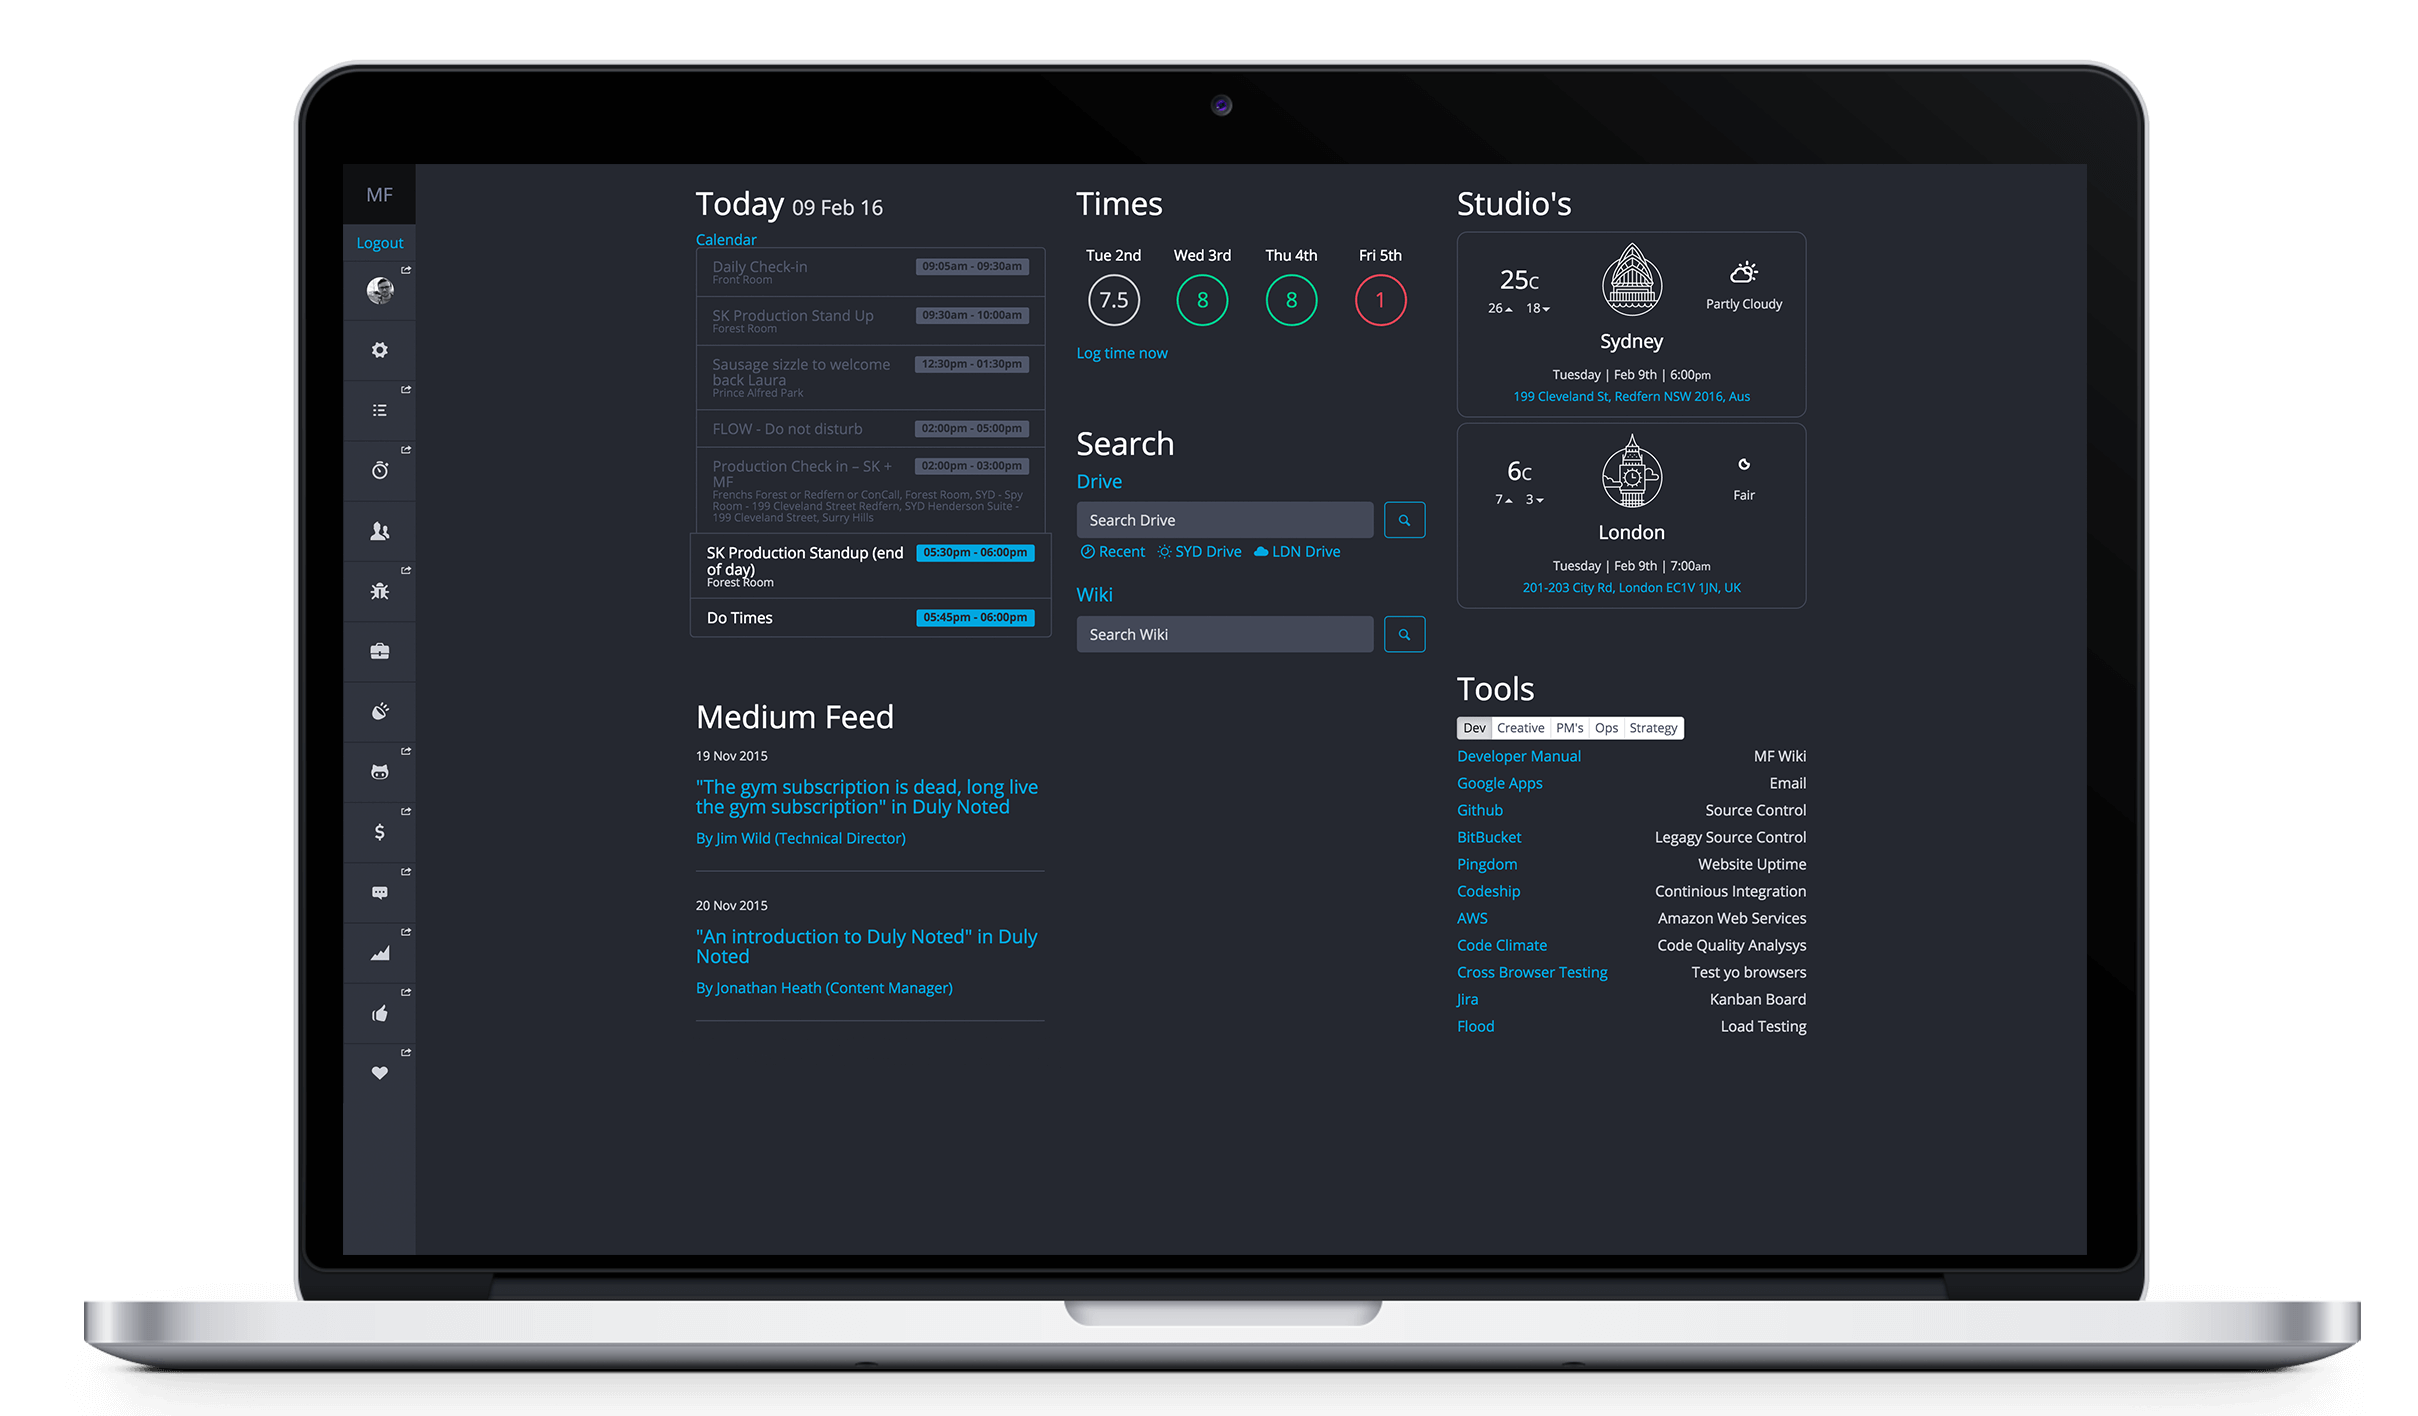 MF
Logout
Today 09 Feb 16
Calendar
Daily Check-in
09:05am - 09:30am
Front Room
SK Production Stand Up
09:30am - 10:00am
Forest Room
Sausage sizzle to welcome
back Laura
12:30pm - 01:30pm
Prince Alfred Park
FLOW - Do not disturb
02:00pm - 05:00pm
Production Check in – SK +
MF
02:00pm - 03:00pm
Frenchs Forest or Redfern or ConCall, Forest Room, SYD - Spy
Room - 199 Cleveland Street Redfern, SYD Henderson Suite -
199 Cleveland Street, Surry Hills
SK Production Standup (end
of day)
05:30pm - 06:00pm
Forest Room
Do Times
05:45pm - 06:00pm
Medium Feed
19 Nov 2015
"The gym subscription is dead, long live
the gym subscription" in Duly Noted
By Jim Wild (Technical Director)
20 Nov 2015
"An introduction to Duly Noted" in Duly
Noted
By Jonathan Heath (Content Manager)
Times
Tue 2nd Wed 3rd Thu 4th Fri 5th
7.5 8 8 1
Log time now
Search
Drive
Search Drive
Recent SYD Drive LDN Drive
Wiki
Search Wiki
Studio's
25C
26 18
Partly Cloudy
Sydney
Tuesday | Feb 9th | 6:00pm
199 Cleveland St, Redfern NSW 2016, Aus
6C
7 3
Fair
London
Tuesday | Feb 9th | 7:00am
201-203 City Rd, London EC1V 1JN, UK
Tools
Dev Creative PM's Ops Strategy
Developer Manual MF Wiki
Google Apps Email
Github Source Control
BitBucket Legagy Source Control
Pingdom Website Uptime
Codeship Continious Integration
AWS Amazon Web Services
Code Climate Code Quality Analysys
Cross Browser Testing Test yo browsers
Jira Kanban Board
Flood Load Testing